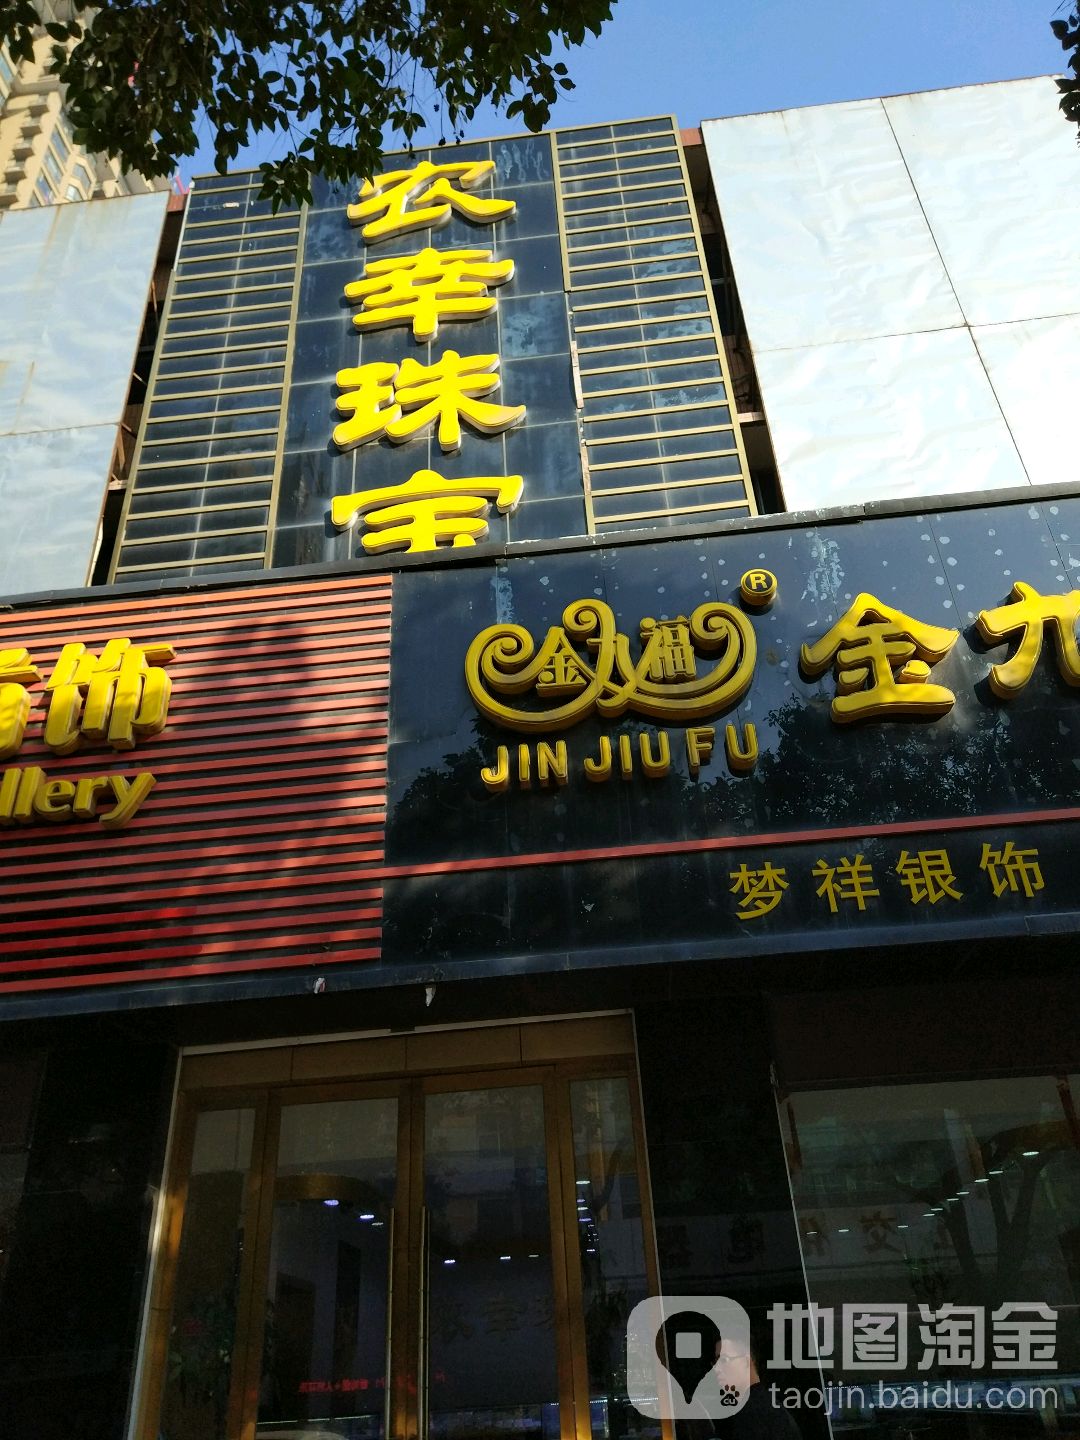 农幸珠宝
饰
llery
金九福
®
JIN JIU FU
金九
梦祥银饰
地图淘金
taojin.baidu.com